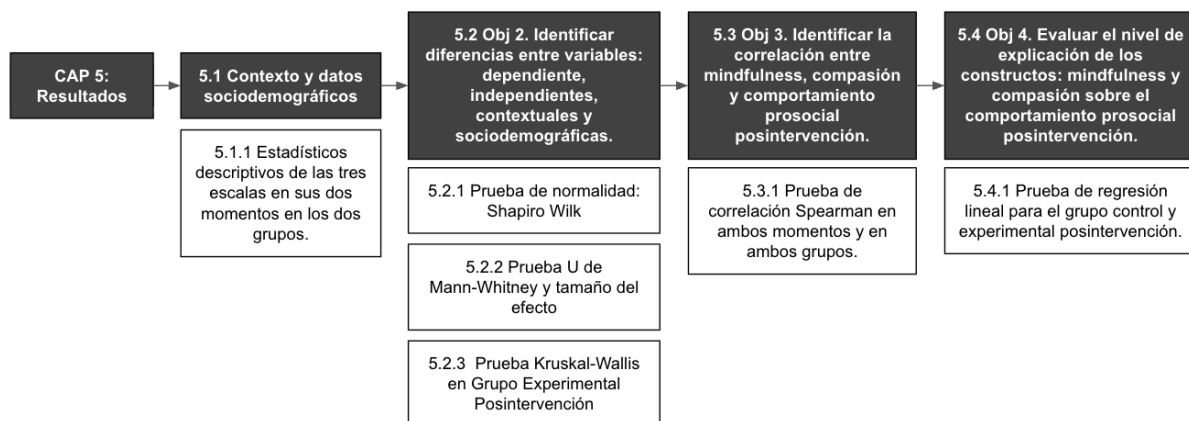 CAP 5:
Resultados
5.1 Contexto y datos
sociodemográficos
5.1.1 Estadísticos
descriptivos de las tres
escalas en sus dos
momentos en los dos
grupos.
5.2 Obj 2. Identificar
diferencias entre variables:
dependiente,
independientes,
contextuales y
sociodemográficas.
5.2.1 Prueba de normalidad:
Shapiro Wilk
5.2.2 Prueba U de
Mann-Whitney y tamaño del
efecto
5.2.3 Prueba Kruskal-Wallis
en Grupo Experimental
Posintervención
5.3 Obj 3. Identificar la
correlación entre
mindfulness, compasión
y comportamiento
prosocial
posintervención.
5.3.1 Prueba de
correlación Spearman en
ambos momentos y en
ambos grupos.
5.4 Obj 4. Evaluar el nivel de
explicación de los
constructos: mindfulness y
compasión sobre el
comportamiento prosocial
posintervención.
5.4.1 Prueba de regresión
lineal para el grupo control y
experimental posintervención.